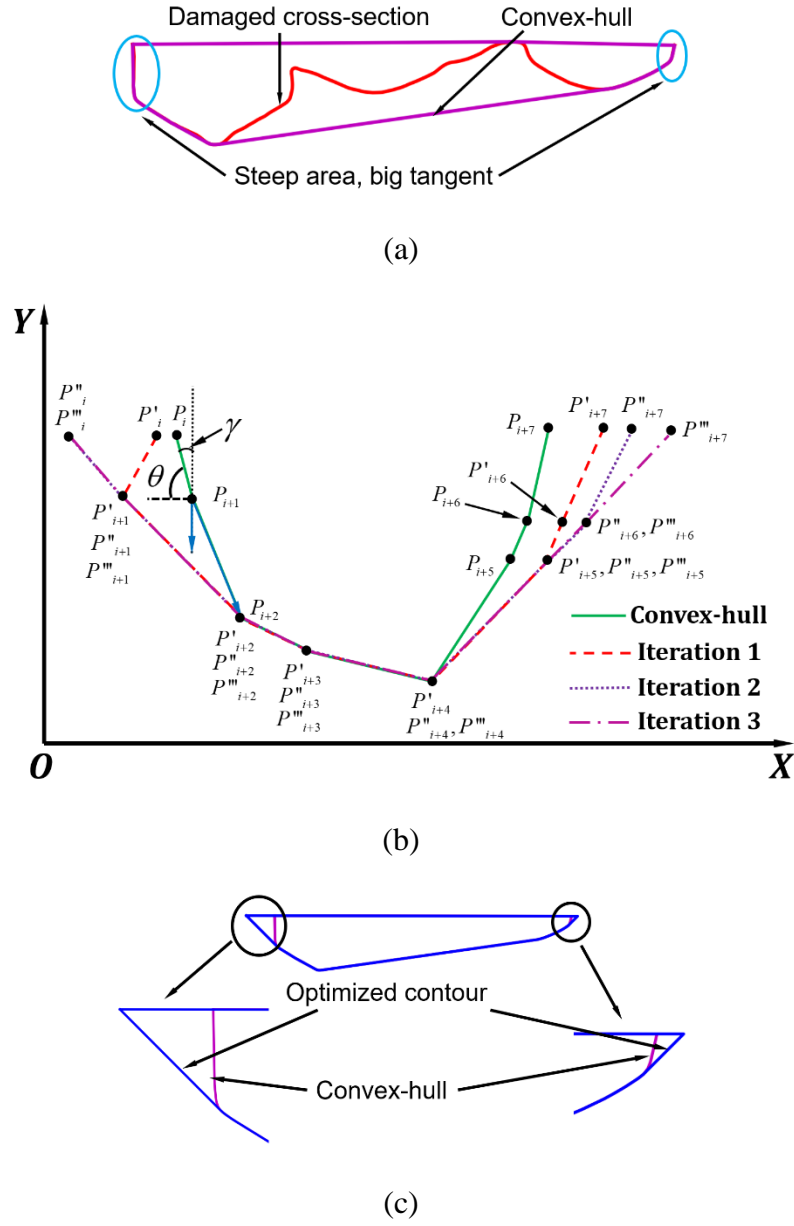 Damaged cross-section
Convex-hull
Steep area, big tangent
(a)
Y
P''i
P'''i
P'i
Pi
γ
θ
Pi+1
P'i+1
P''i+1
P'''i+1
Pi+2
P'i+2
P''i+2
P'''i+2
P'i+3
P''i+3
P'''i+3
P'i+4
P''i+4, P'''i+4
Pi+7
P'i+7
P''i+7
P'''i+7
P'i+6
Pi+6
P''i+6, P'''i+6
Pi+5
P'i+5, P''i+5, P'''i+5
Convex-hull
Iteration 1
Iteration 2
Iteration 3
O
X
(b)
Optimized contour
Convex-hull
(c)